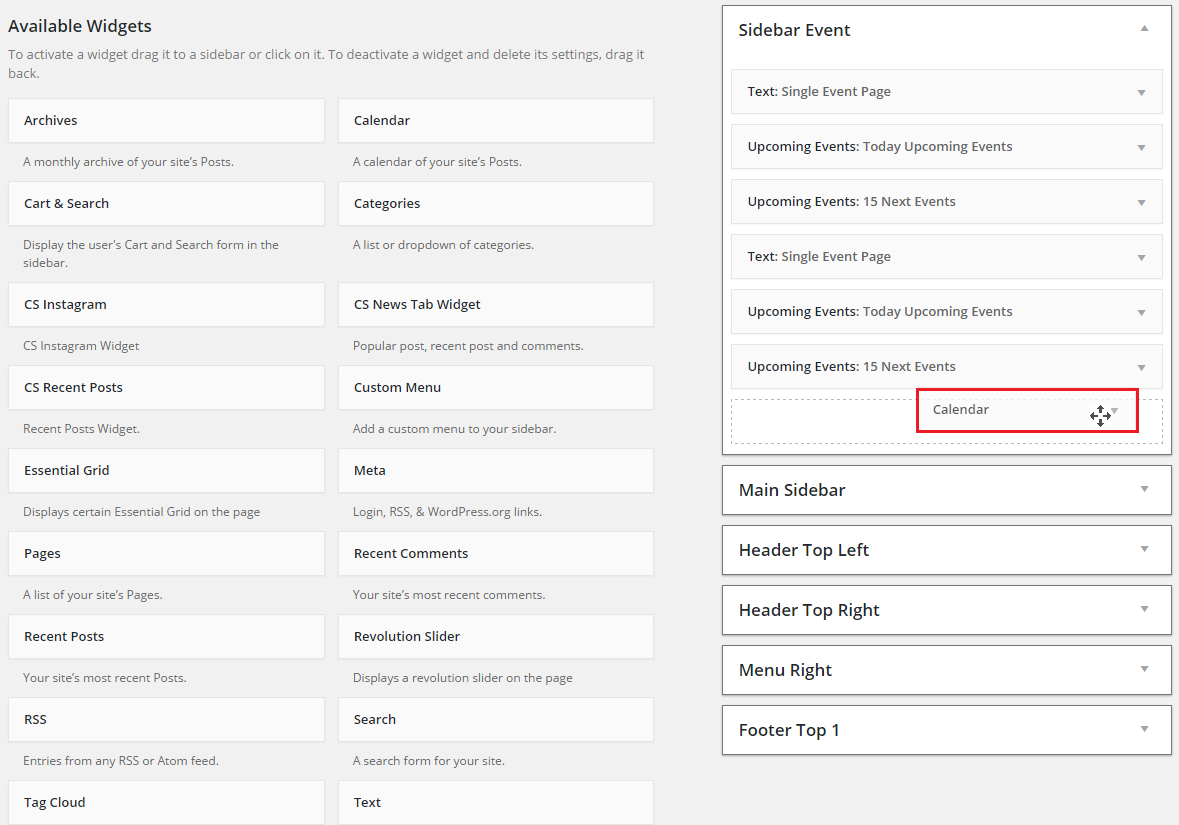 Available Widgets
To activate a widget drag it to a sidebar or click on it. To deactivate a widget and delete its settings, drag it
back.
Archives
Calendar
A monthly archive of your site’s Posts.
A calendar of your site’s Posts.
Cart & Search
Categories
Display the user's Cart and Search form in the
sidebar.
A list or dropdown of categories.
CS Instagram
CS News Tab Widget
CS Instagram Widget
Popular post, recent post and comments.
CS Recent Posts
Custom Menu
Recent Posts Widget.
Add a custom menu to your sidebar.
Essential Grid
Meta
Displays certain Essential Grid on the page
Login, RSS, & WordPress.org links.
Pages
Recent Comments
A list of your site’s Pages.
Your site’s most recent comments.
Recent Posts
Revolution Slider
Your site’s most recent Posts.
Displays a revolution slider on the page
RSS
Search
Entries from any RSS or Atom feed.
A search form for your site.
Tag Cloud
Text
Sidebar Event
Text: Single Event Page
Upcoming Events: Today Upcoming Events
Upcoming Events: 15 Next Events
Text: Single Event Page
Upcoming Events: Today Upcoming Events
Upcoming Events: 15 Next Events
Calendar
Main Sidebar
Header Top Left
Header Top Right
Menu Right
Footer Top 1